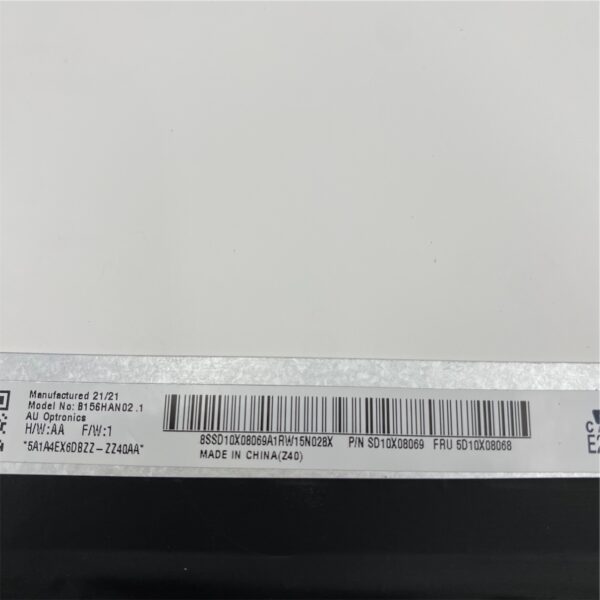 Manufactured 21/21
Model No: B156HAN02.1
AU Optronics
H/W:AA F/W:1
*5A1A4EX6DBZZ-ZZ40AA*
8SSD10X08069A1RW15N028X P/N SD10X08069 FRU 5D10X08068
MADE IN CHINA(Z40)